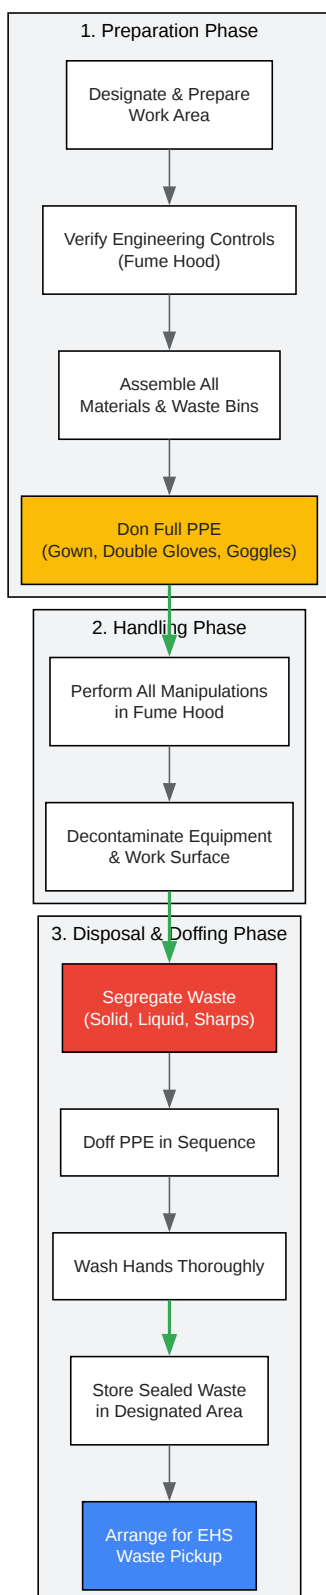 1. Preparation Phase
Designate & Prepare
Work Area
Verify Engineering Controls
(Fume Hood)
Assemble All
Materials & Waste Bins
Don Full PPE
(Gown, Double Gloves, Goggles)
2. Handling Phase
Perform All Manipulations
in Fume Hood
Decontaminate Equipment
& Work Surface
3. Disposal & Doffing Phase
Segregate Waste
(Solid, Liquid, Sharps)
Doff PPE in Sequence
Wash Hands Thoroughly
Store Sealed Waste
in Designated Area
Arrange for EHS
Waste Pickup